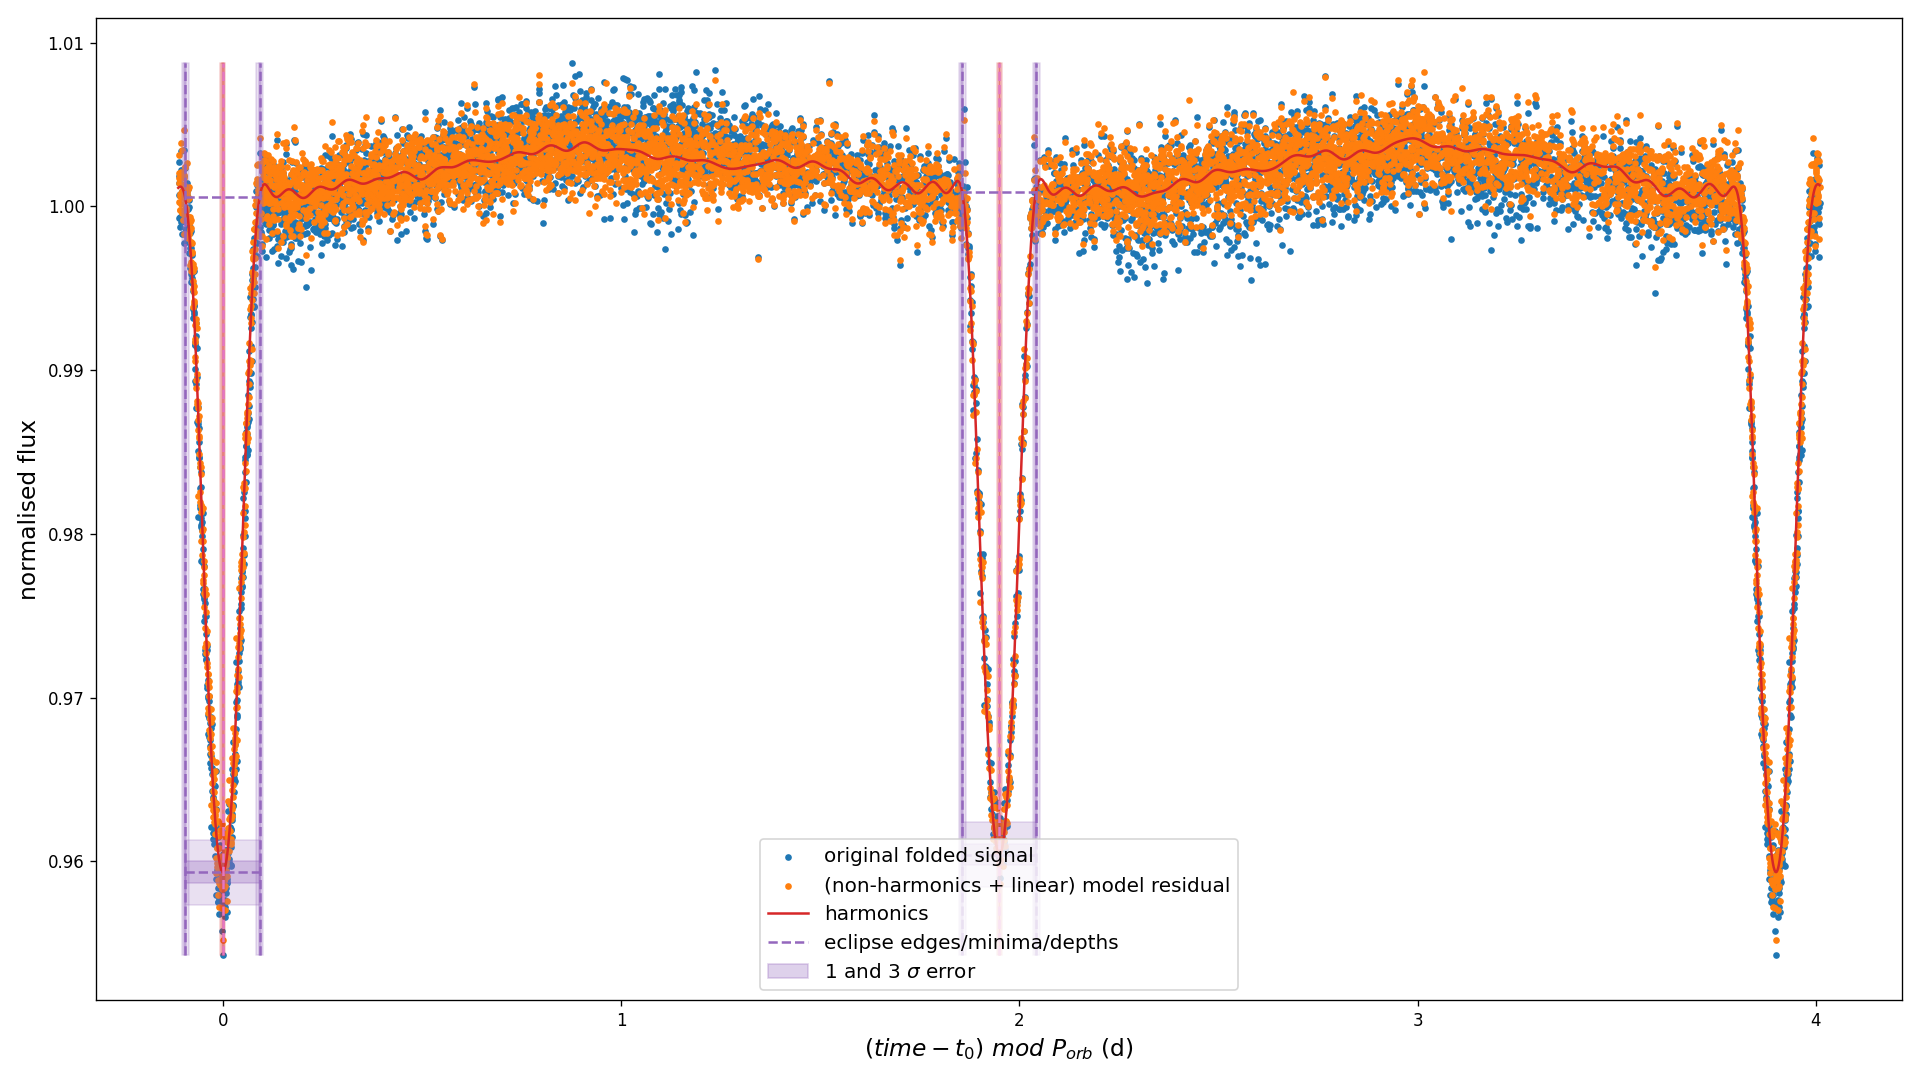 1.01
1.00
0.99
0.98
0.97
0.96
normalised flux
original folded signal
(non-harmonics + linear) model residual
harmonics
eclipse edges/minima/depths
1 and 3 σ error
0 1 2 3 4
(time − t₀) mod Pₒᵣb (d)